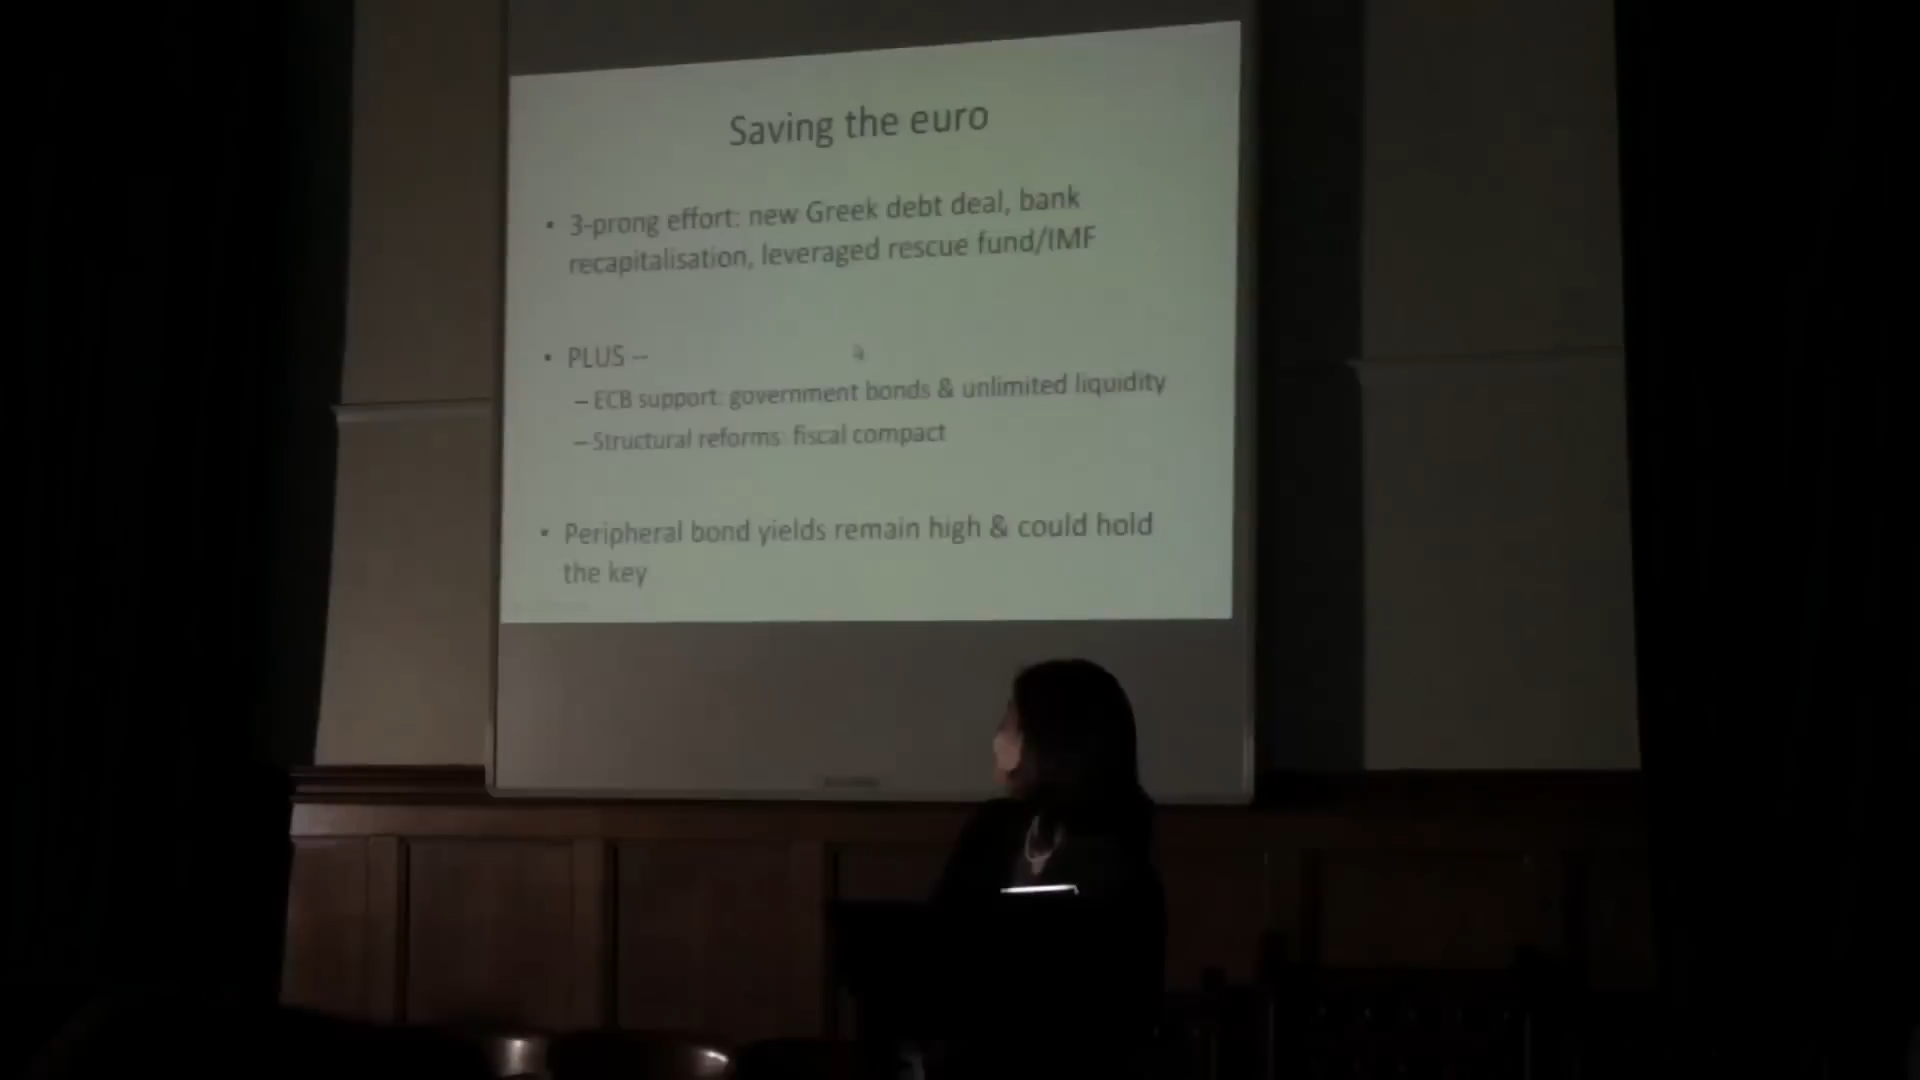 Saving the euro
• 3-prong effort: new Greek debt deal, bank
recapitalisation, leveraged rescue fund/IMF
• PLUS –
– ECB support: government bonds & unlimited liquidity
– Structural reforms: fiscal compact
• Peripheral bond yields remain high & could hold
the key